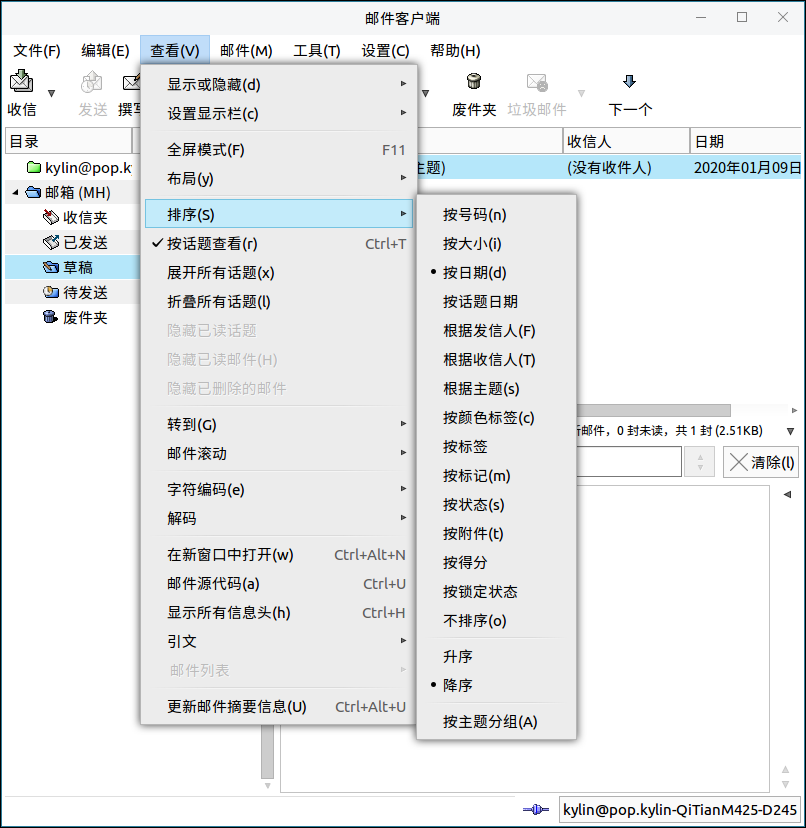 邮件客户端
文件(F) 编辑(E) 查看(V) 邮件(M) 工具(T) 设置(C) 帮助(H)
收信 发送 撰写 废件夹 垃圾邮件 下一个
目录 收信人 日期
kylin@pop.k 主题) (没有收件人) 2020年01月09日
邮箱 (MH)
收信夹
已发送
草稿
待发送
废件夹
显示或隐藏(d)
设置显示栏(c)
全屏模式(F) F11
布局(y)
排序(S)
按话题查看(r) Ctrl+T
展开所有话题(x)
折叠所有话题(l)
隐藏已读话题
隐藏已读邮件(H)
隐藏已删除的邮件
转到(G)
邮件滚动
字符编码(e)
解码
在新窗口中打开(w) Ctrl+Alt+N
邮件源代码(a) Ctrl+U
显示所有信息头(h) Ctrl+H
引文
邮件列表
更新邮件摘要信息(U) Ctrl+Alt+U
按号码(n)
按大小(i)
按日期(d)
按话题日期
根据发信人(F)
根据收信人(T)
根据主题(s)
按颜色标签(c)
按标签
按标记(m)
按状态(s)
按附件(t)
按得分
按锁定状态
不排序(o)
升序
降序
按主题分组(A)
新邮件，0 封未读，共 1 封 (2.51KB)
清除(l)
kylin@pop.kylin-QiTianM425-D245